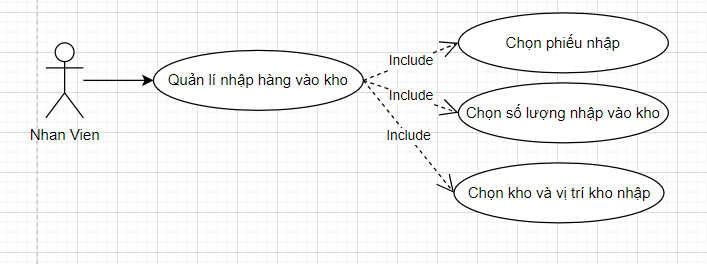 Chọn phiếu nhập
Include
Quản lí nhập hàng vào kho
Include
Chọn số lượng nhập vào kho
Nhan Vien
Include
Chọn kho và vị trí kho nhập